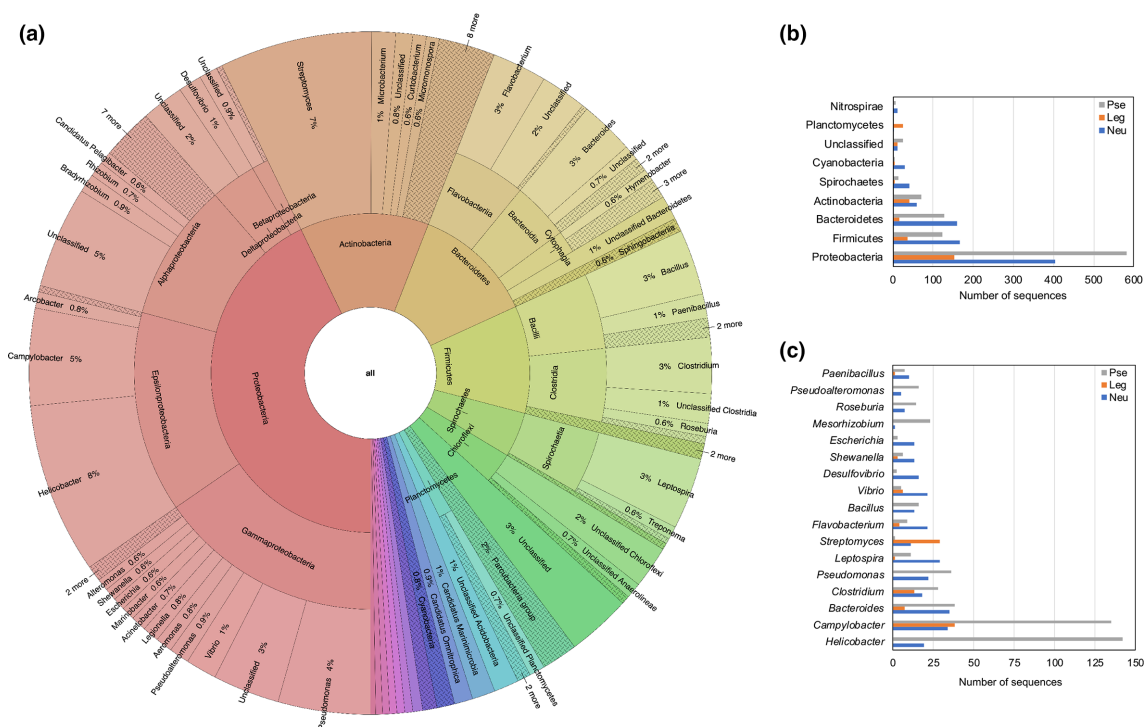 (a)
all
Proteobacteria
Actinobacteria
Bacteroidetes
Firmicutes
Spirochaetes
Chloroflexi
Planctomycetes
Alphaproteobacteria
Deltaproteobacteria
Betaproteobacteria
Epsilonproteobacteria
Gammaproteobacteria
Flavobacteriia
Bacteroidia
Cytophagia
Bacilli
Clostridia
Spirochaetia
Streptomyces 7%
1% Microbacterium
0.8% Unclassified
0.6% Curtobacterium
0.6% Micromonospora
8 more
3% Flavobacterium
2% Unclassified
3% Bacteroides
0.7% Unclassified
2 more
0.6% Hymenobacter
3 more
1% Unclassified Bacteroidetes
0.6% Sphingobacteriia
3% Bacillus
1% Paenibacillus
2 more
3% Clostridium
1% Unclassified Clostridia
0.6% Roseburia
2 more
3% Leptospira
0.6% Treponema
2% Unclassified Chloroflexi
0.7% Unclassified Anaerolineae
3% Unclassified
2% Parcubacteria group
0.7% Unclassified Planctomycetes
2 more
1% Unclassified Acidobacteria
1% Candidatus Marinimicrobia
0.9% Candidatus Omnitrophica
0.8% Cyanobacteria
Pseudomonas 4%
Unclassified 3%
Vibrio 1%
Pseudoalteromonas 0.9%
Aeromonas 0.8%
Legionella 0.8%
Acinetobacter 0.7%
Marinobacter 0.6%
Escherichia 0.6%
Shewanella 0.6%
Alteromonas 0.6%
2 more
Helicobacter 8%
Campylobacter 5%
Arcobacter 0.8%
Unclassified 5%
Bradyrhizobium 0.9%
Rhizobium 0.7%
Candidatus Pelagibacter 0.6%
7 more
Unclassified 2%
Desulfovibrio 1%
Unclassified 0.9%
(b)
Nitrospirae
Planctomycetes
Unclassified
Cyanobacteria
Spirochaetes
Actinobacteria
Bacteroidetes
Firmicutes
Proteobacteria
Pse
Leg
Neu
0 100 200 300 400 500 600
Number of sequences
(c)
Paenibacillus
Pseudoalteromonas
Roseburia
Mesorhizobium
Escherichia
Shewanella
Desulfovibrio
Vibrio
Bacillus
Flavobacterium
Streptomyces
Leptospira
Pseudomonas
Clostridium
Bacteroides
Campylobacter
Helicobacter
Pse
Leg
Neu
0 25 50 75 100 125 150
Number of sequences